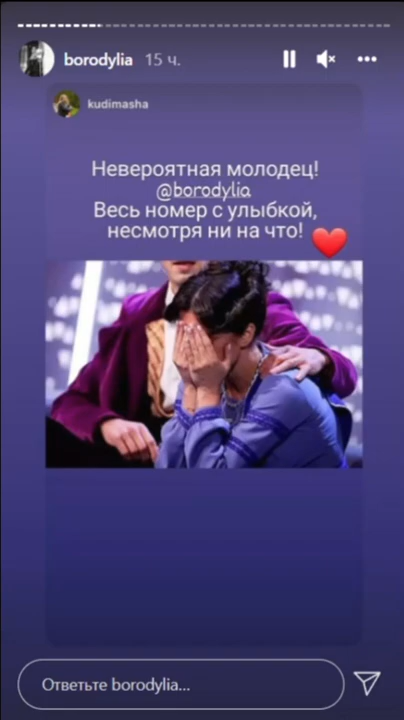 borodylia 15 ч.
kudimasha
Невероятная молодец!
@borodylia
Весь номер с улыбкой,
несмотря ни на что!
Ответьте borodylia...